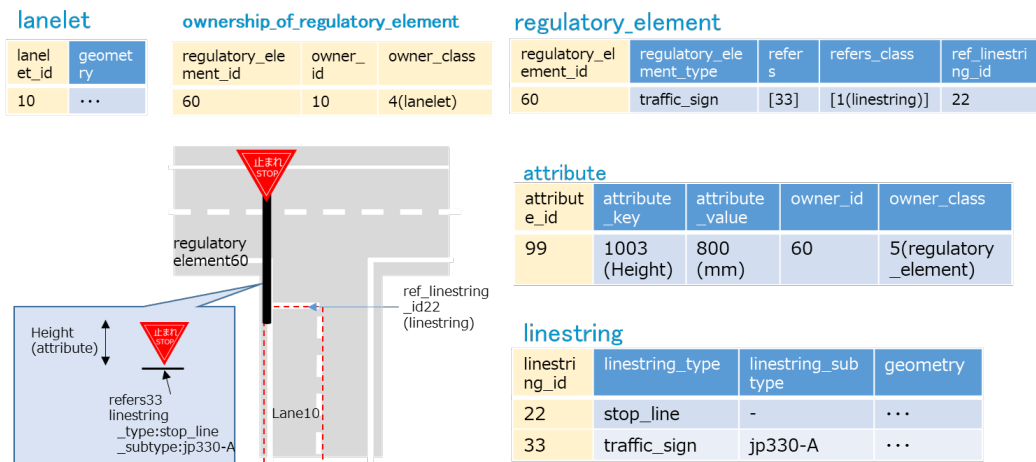 lanelet
lanel
et_id
geomet
ry
10
･･･
ownership_of_regulatory_element
regulatory_ele
ment_id
owner_
id
owner_class
60
10
4(lanelet)
regulatory_element
regulatory_el
ement_id
regulatory_ele
ment_type
refer
s
refers_class
ref_linestri
ng_id
60
traffic_sign
[33]
[1(linestring)]
22
止まれ
STOP
regulatory
element60
ref_linestring
_id22
(linestring)
Lane10
Height
(attribute)
止まれ
STOP
refers33
linestring
_type:stop_line
_subtype:jp330-A
attribute
attribut
e_id
attribute
_key
attribute
_value
owner_id
owner_class
99
1003
(Height)
800
(mm)
60
5(regulatory
_element)
linestring
linestri
ng_id
linestring_type
linestring_sub
type
geometry
22
stop_line
-
･･･
33
traffic_sign
jp330-A
･･･